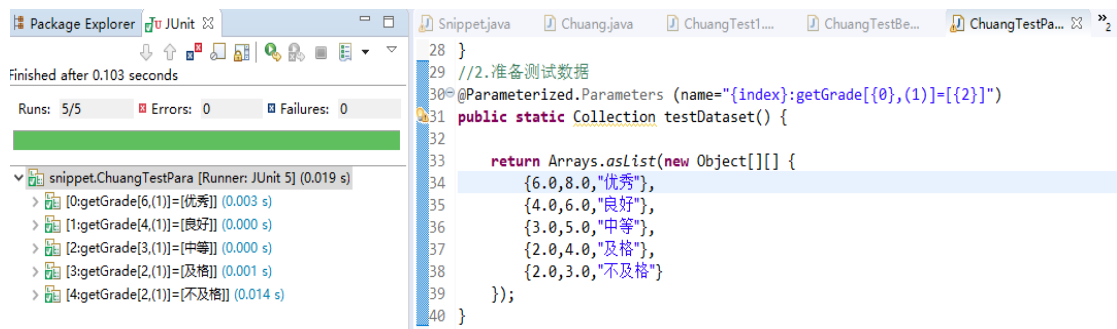 Package Explorer JUnit
Finished after 0.103 seconds
Runs: 5/5 Errors: 0 Failures: 0
snippet.ChuangTestPara [Runner: JUnit 5] (0.019 s)
[0:getGrade[6,(1)]=[优秀]] (0.003 s)
[1:getGrade[4,(1)]=[良好]] (0.000 s)
[2:getGrade[3,(1)]=[中等]] (0.000 s)
[3:getGrade[2,(1)]=[及格]] (0.001 s)
[4:getGrade[2,(1)]=[不及格]] (0.014 s)
Snippet.java Chuang.java ChuangTest1.... ChuangTestBe... ChuangTestPa... »2
28 }
29 //2.准备测试数据
30 @Parameterized.Parameters (name="{index}:getGrade[{0},(1)]=[{2}]")
31 public static Collection testDataset() {
32
33 return Arrays.asList(new Object[][] {
34 {6.0,8.0,"优秀"},
35 {4.0,6.0,"良好"},
36 {3.0,5.0,"中等"},
37 {2.0,4.0,"及格"},
38 {2.0,3.0,"不及格"}
39 });
40 }